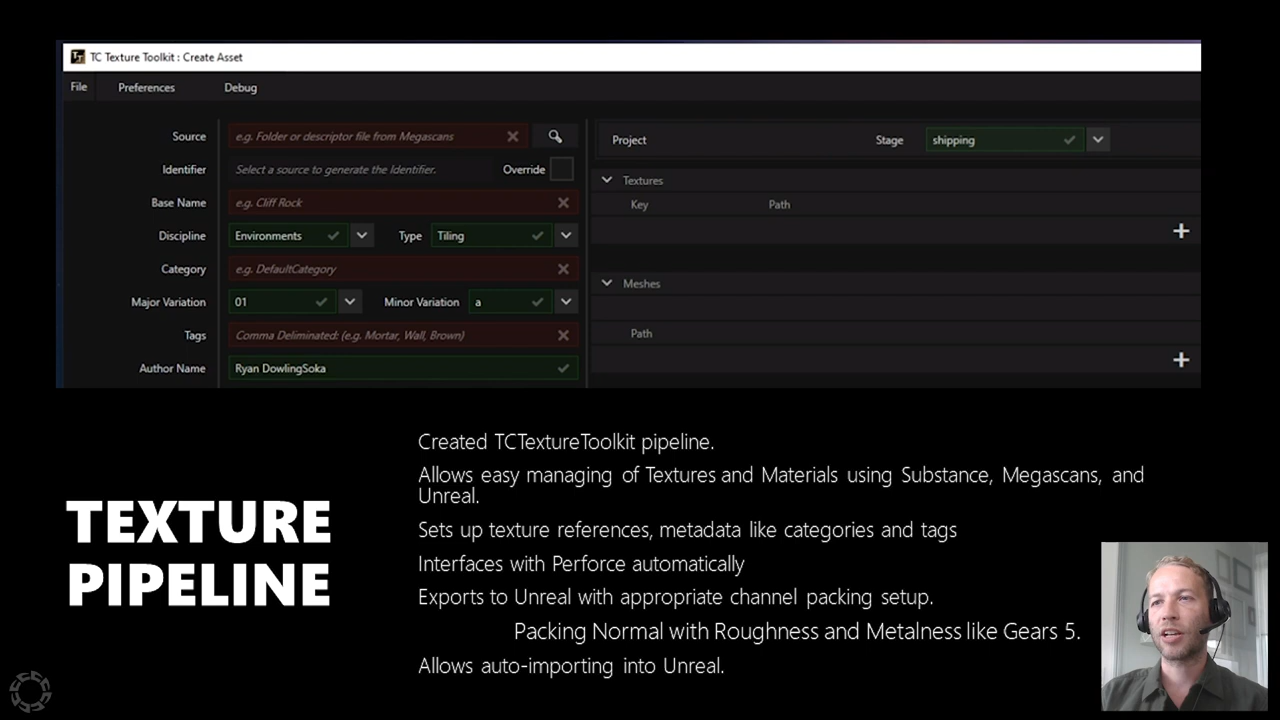 TC Texture Toolkit : Create Asset
File Preferences Debug
Source e.g. Folder or descriptor file from Megascans
Identifier Select a source to generate the Identifier. Override
Base Name e.g. Cliff Rock
Discipline Environments Type Tiling
Category e.g. DefaultCategory
Major Variation 01 Minor Variation a
Tags Comma Deliminated: (e.g. Mortar, Wall, Brown)
Author Name Ryan DowlingSoka
Project Stage shipping
Textures
Key Path
Meshes
Path
TEXTURE
PIPELINE
Created TCTextureToolkit pipeline.
Allows easy managing of Textures and Materials using Substance, Megascans, and
Unreal.
Sets up texture references, metadata like categories and tags
Interfaces with Perforce automatically
Exports to Unreal with appropriate channel packing setup.
Packing Normal with Roughness and Metalness like Gears 5.
Allows auto-importing into Unreal.